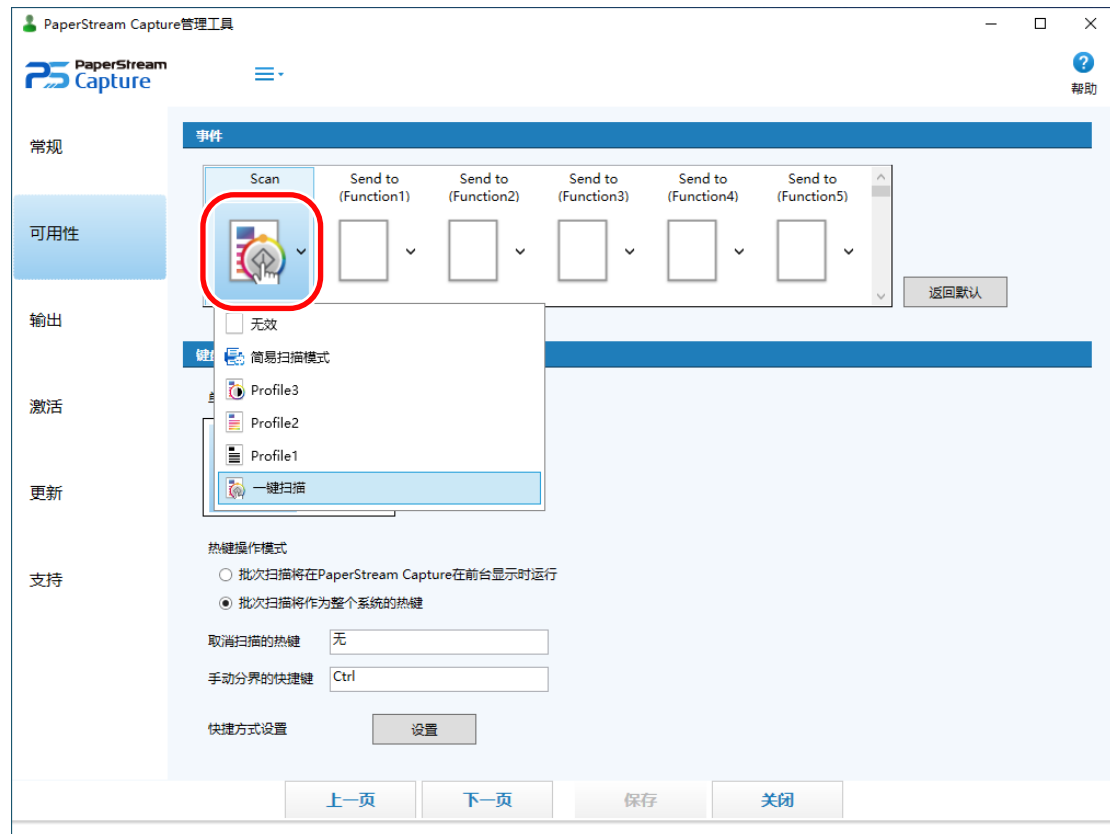 PaperStream Capture管理工具
PaperStream
Capture
帮助
常规
可用性
输出
激活
更新
支持
事件
Scan
Send to
(Function1)
Send to
(Function2)
Send to
(Function3)
Send to
(Function4)
Send to
(Function5)
返回默认
无效
简易扫描模式
Profile3
Profile2
Profile1
一键扫描
热键操作模式
批次扫描将在PaperStream Capture在前台显示时运行
批次扫描将作为整个系统的热键
取消扫描的热键 无
手动分界的快捷键 Ctrl
快捷方式设置 设置
上一页 下一页 保存 关闭